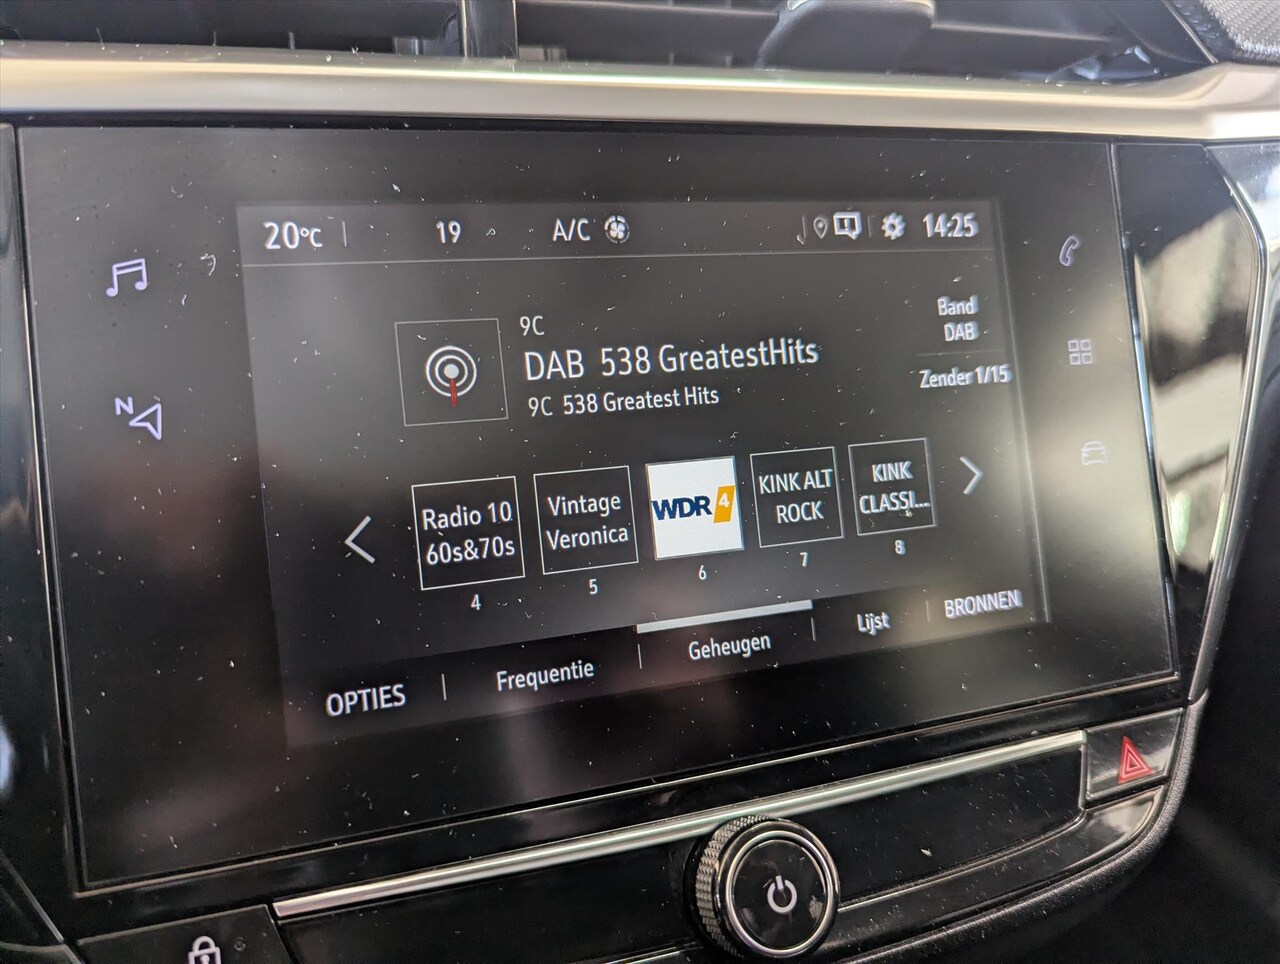 20°C 19 A/C 14:25
9C
DAB 538 GreatestHits
9C 538 Greatest Hits
Band
DAB
Zender 1/15
Radio 10
60s&70s
4
Vintage
Veronica
5
WDR 4
6
KINK ALT
ROCK
7
KINK
CLASSI...
8
OPTIES
Frequentie
Geheugen
Lijst
BRONNEN
N